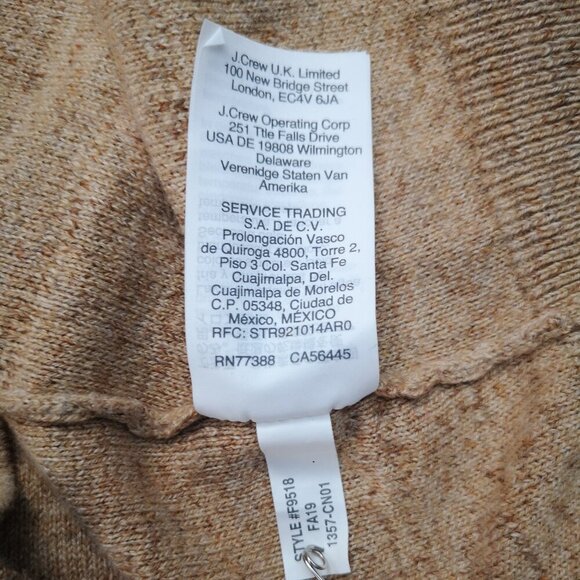 J.Crew U.K. Limited
100 New Bridge Street
London, EC4V 6JA
J.Crew Operating Corp
251 Ttle Falls Drive
USA DE 19808 Wilmington
Delaware
Verenidge Staten Van
Amerika
SERVICE TRADING
S.A. DE C.V.
Prolongación Vasco
de Quiroga 4800, Torre 2,
Piso 3 Col. Santa Fe
Cuajimalpa, Del.
Cuajimalpa de Morelos
C.P. 05348, Ciudad de
México, MÉXICO
RFC: STR921014AR0
RN77388 CA56445
STYLE #F9518
FA19
1357-CN01